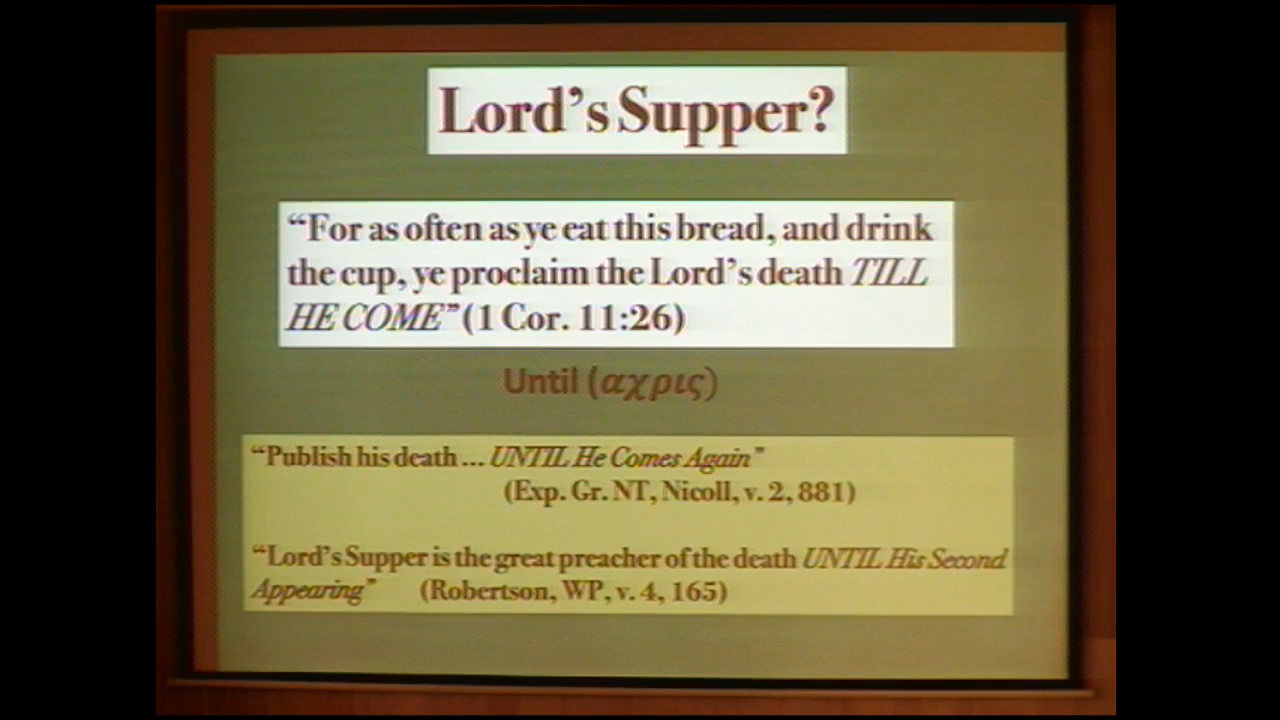 Lord’s Supper?
“For as often as ye eat this bread, and drink
the cup, ye proclaim the Lord’s death TILL
HE COME” (1 Cor. 11:26)
Until (αχρις)
“Publish his death... UNTIL He Comes Again”
(Exp. Gr. NT, Nicoll, v. 2, 881)
“Lord’s Supper is the great preacher of the death UNTIL His Second
Appearing” (Robertson, WP, v. 4, 165)